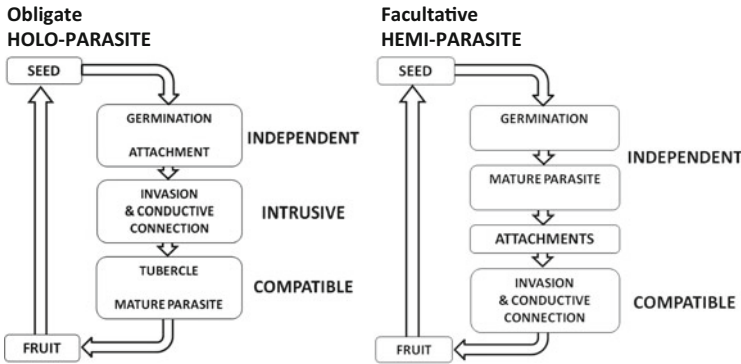 Obligate
HOLO-PARASITE
SEED
GERMINATION
ATTACHMENT
INDEPENDENT
INVASION
& CONDUCTIVE
CONNECTION
INTRUSIVE
TUBERCLE
MATURE PARASITE
COMPATIBLE
FRUIT
Facultative
HEMI-PARASITE
SEED
GERMINATION
INDEPENDENT
MATURE PARASITE
ATTACHMENTS
INVASION
& CONDUCTIVE
CONNECTION
COMPATIBLE
FRUIT